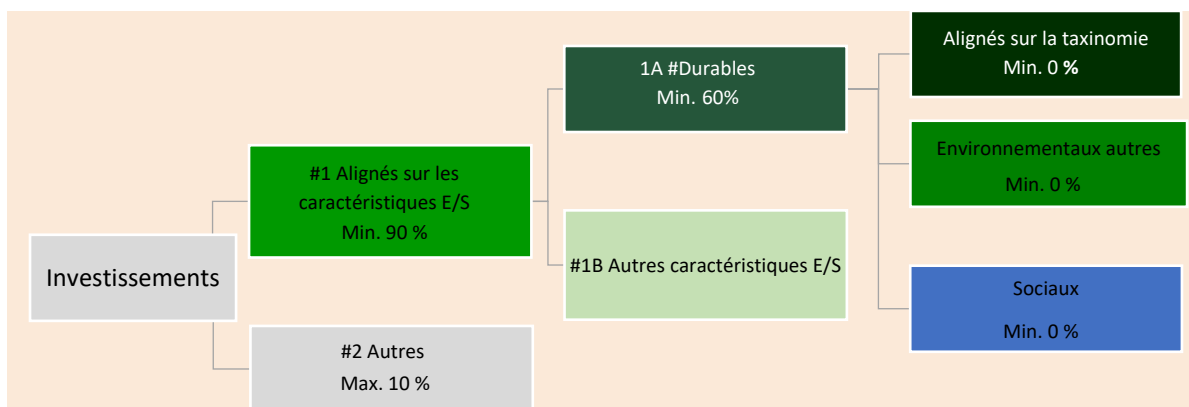 Investissements
#1 Alignés sur les
caractéristiques E/S
Min. 90 %
#2 Autres
Max. 10 %
1A #Durables
Min. 60%
#1B Autres caractéristiques E/S
Alignés sur la taxinomie
Min. 0 %
Environnementaux autres
Min. 0 %
Sociaux
Min. 0 %